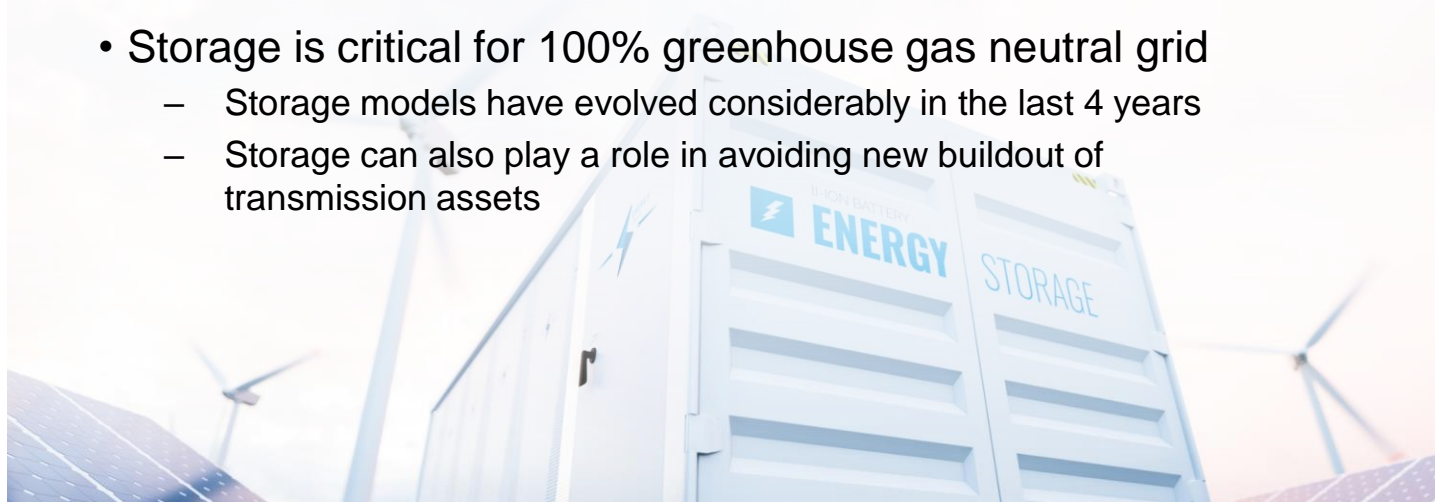 • Storage is critical for 100% greenhouse gas neutral grid
– Storage models have evolved considerably in the last 4 years
– Storage can also play a role in avoiding new buildout of
transmission assets
II-ION BATTERY
ENERGY
STORAGE